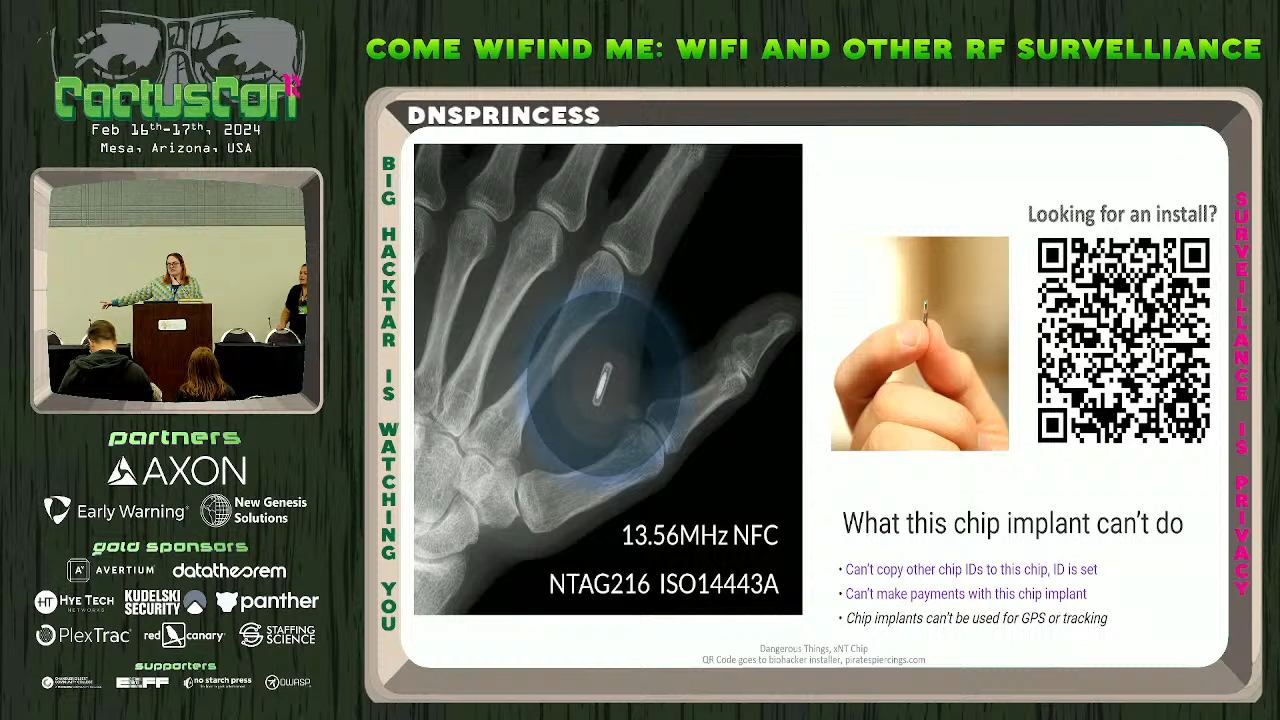 CactusCon
Feb 16th-17th, 2024
Mesa, Arizona, USA
COME WIFIND ME: WIFI AND OTHER RF SURVELLIANCE
DNSPRINCESS
BIG HACKTAR IS WATCHING YOU
SURVEILLANCE IS PRIVACY
Looking for an install?
13.56MHz NFC
NTAG216 ISO14443A
What this chip implant can't do
• Can't copy other chip IDs to this chip, ID is set
• Can't make payments with this chip implant
• Chip implants can't be used for GPS or tracking
Dangerous Things, xNT Chip
QR Code goes to biohacker installer, piratespiercings.com
partners
AXON
Early Warning
New Genesis
Solutions
gold sponsors
AVERTIUM
datatheorem
HYE TECH
NETWORKS
KUDELSKI
SECURITY
panther
PlexTrac
red canary
STAFFING
SCIENCE
supporters
EFF
no starch press
OWASP